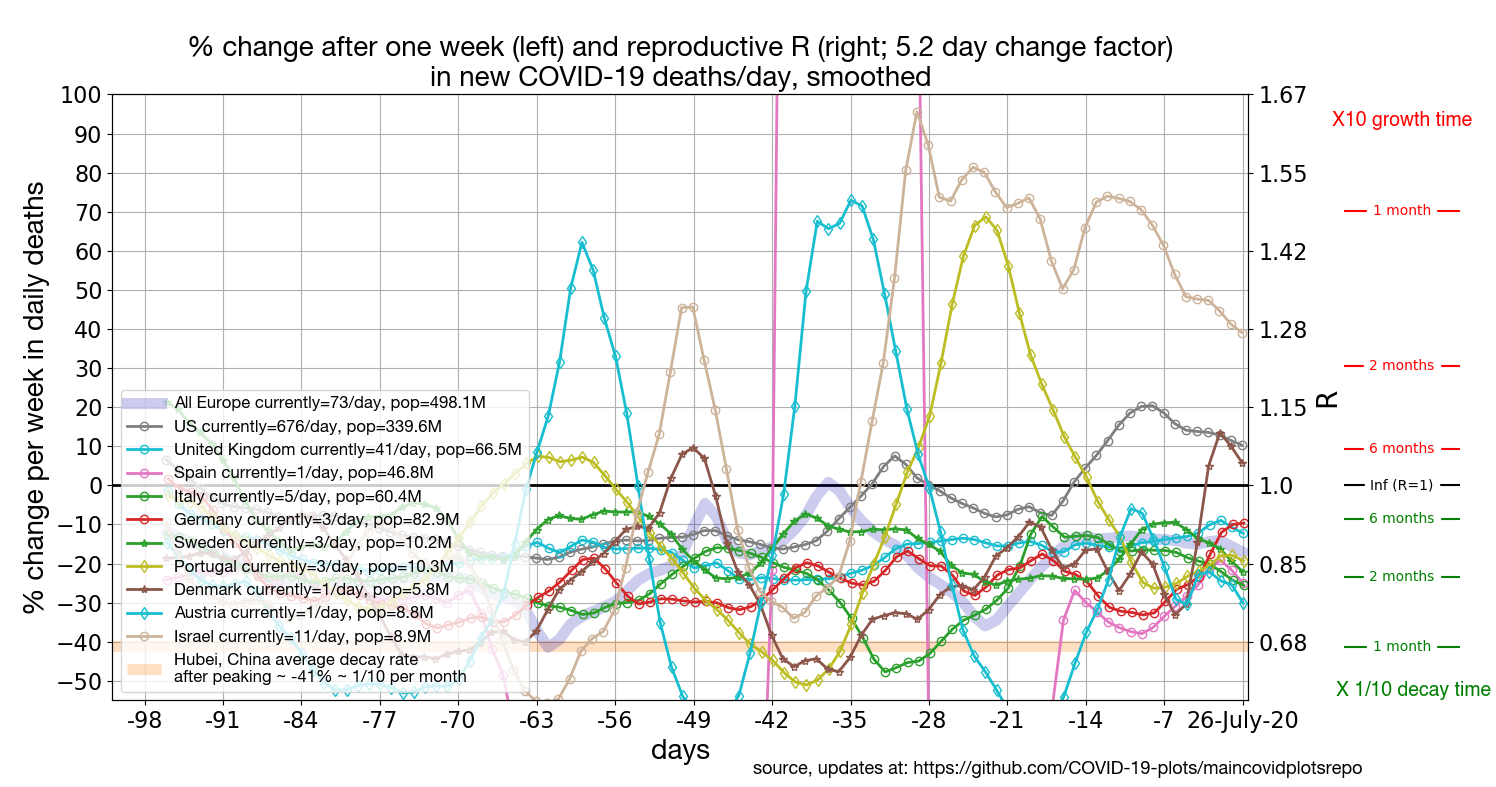 % change after one week (left) and reproductive R (right; 5.2 day change factor)
in new COVID-19 deaths/day, smoothed
% change per week in daily deaths
100
90
80
70
60
50
40
30
20
10
0
−10
−20
−30
−40
−50
All Europe currently=73/day, pop=498.1M
US currently=676/day, pop=339.6M
United Kingdom currently=41/day, pop=66.5M
Spain currently=1/day, pop=46.8M
Italy currently=5/day, pop=60.4M
Germany currently=3/day, pop=82.9M
Sweden currently=3/day, pop=10.2M
Portugal currently=3/day, pop=10.3M
Denmark currently=1/day, pop=5.8M
Austria currently=1/day, pop=8.8M
Israel currently=11/day, pop=8.9M
Hubei, China average decay rate
after peaking ~ -41% ~ 1/10 per month
-98 -91 -84 -77 -70 -63 -56 -49 -42 -35 -28 -21 -14 -7 26-July-20
days
1.67
1.55
1.42
1.28
1.15
1.0
0.85
0.68
R
X10 growth time
1 month
2 months
6 months
Inf (R=1)
6 months
2 months
1 month
X 1/10 decay time
source, updates at: https://github.com/COVID-19-plots/maincovidplotsrepo